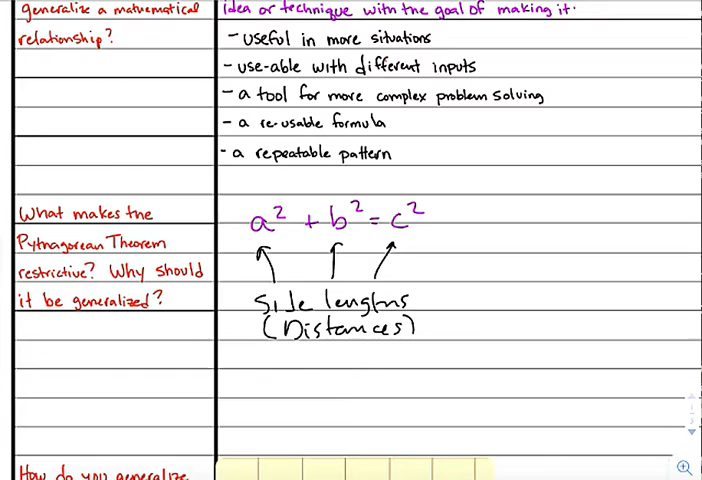 generalize a mathematical
relationship?
idea or technique with the goal of making it:
- useful in more situations
- use-able with different inputs
- a tool for more complex problem solving
- a re-usable formula
- a repeatable pattern
What makes the
Pythagorean Theorem
restrictive? Why should
it be generalized?
a² + b² = c²
Side lengths
(Distances)
How do you generalize